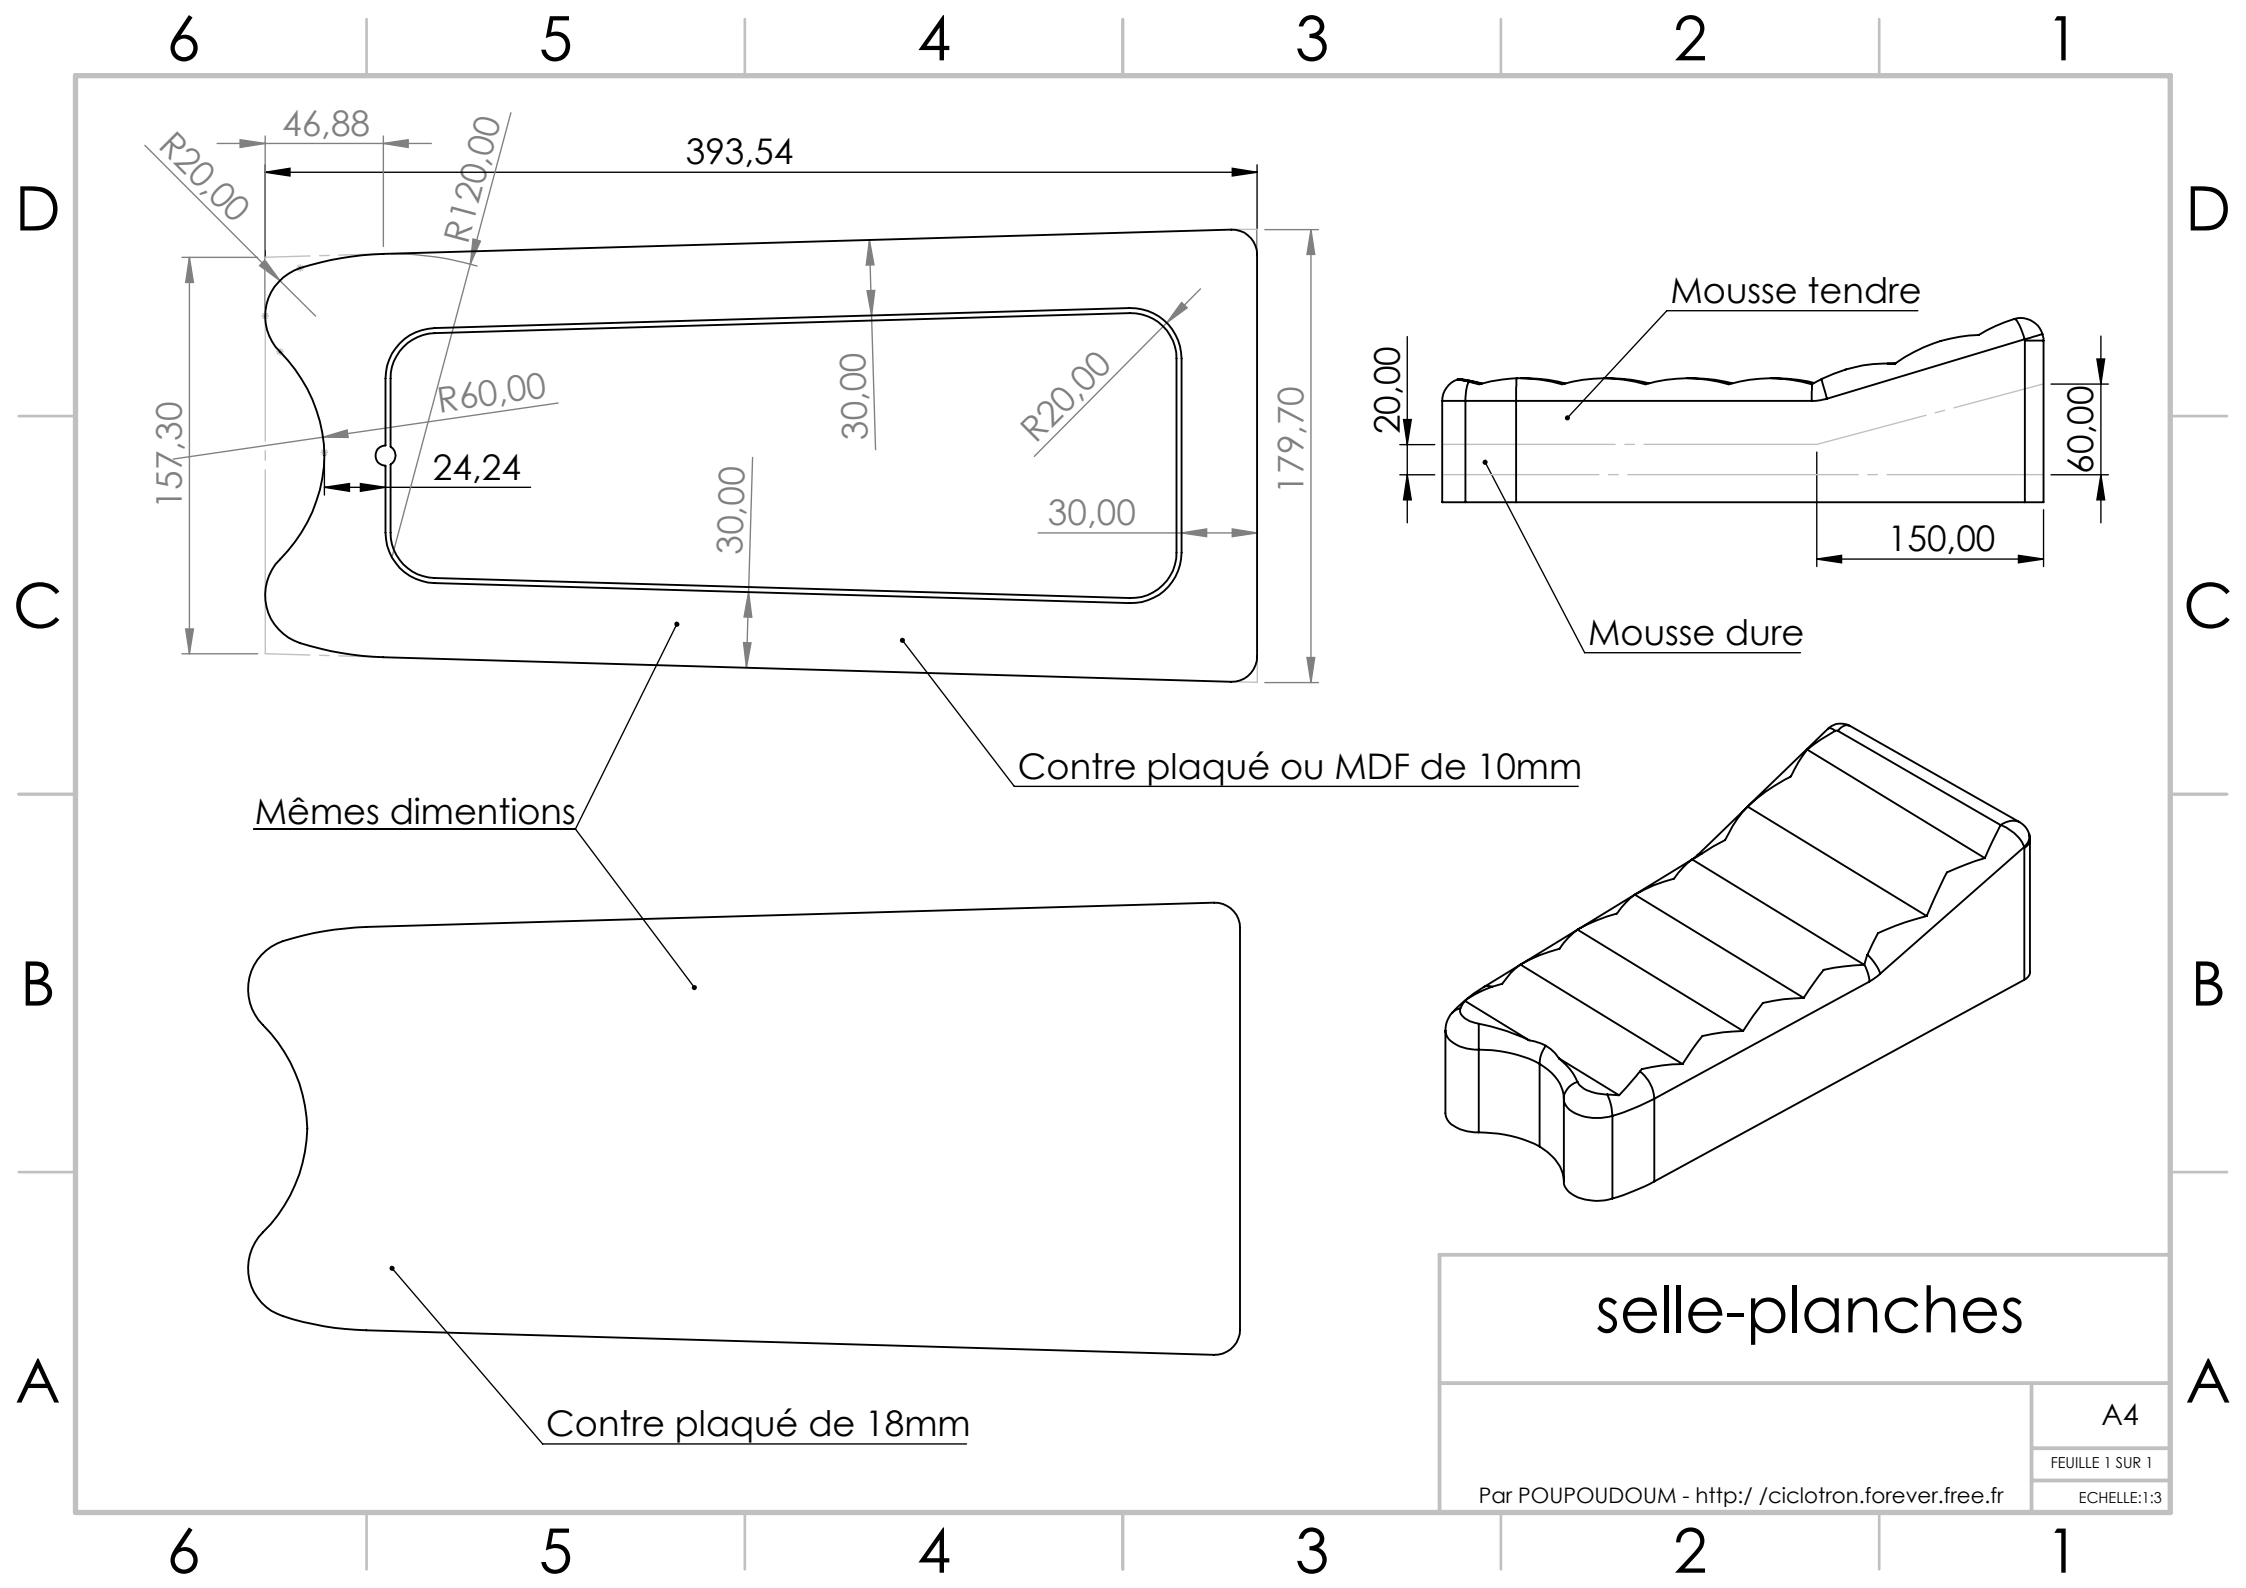 6 5 4 3 2 1
D D
C C
B B
A A
46,88
R20,00
R120,00
393,54
157,30
R60,00
24,24
30,00
30,00
R20,00
30,00
179,70
Mousse tendre
20,00
60,00
150,00
Mousse dure
Contre plaqué ou MDF de 10mm
Mêmes dimentions
Contre plaqué de 18mm
selle-planches
A4
FEUILLE 1 SUR 1
Par POUPOUDOUM - http:/ /ciclotron.forever.free.fr
ECHELLE:1:3
6 5 4 3 2 1